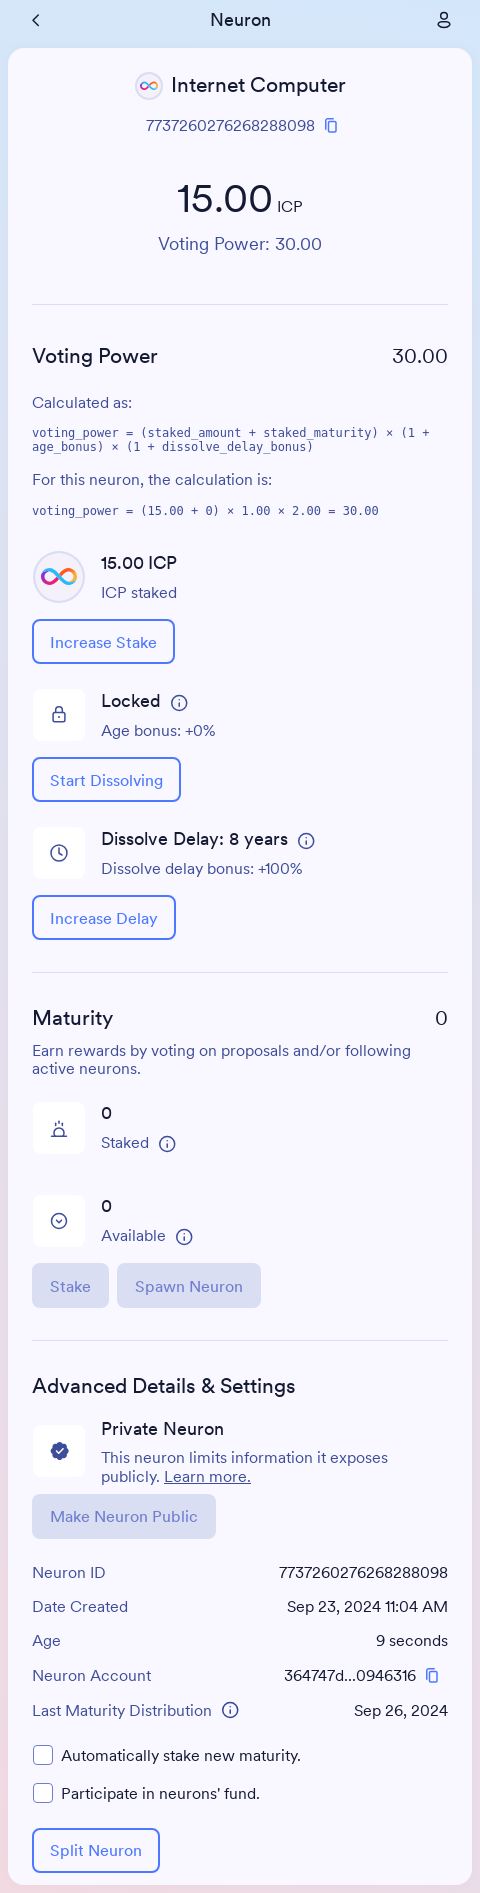 Neuron
Internet Computer
7737260276268288098
15.00 ICP
Voting Power: 30.00
Voting Power 30.00
Calculated as:
voting_power = (staked_amount + staked_maturity) × (1 +
age_bonus) × (1 + dissolve_delay_bonus)
For this neuron, the calculation is:
voting_power = (15.00 + 0) × 1.00 × 2.00 = 30.00
15.00 ICP
ICP staked
Increase Stake
Locked
Age bonus: +0%
Start Dissolving
Dissolve Delay: 8 years
Dissolve delay bonus: +100%
Increase Delay
Maturity 0
Earn rewards by voting on proposals and/or following
active neurons.
0
Staked
0
Available
Stake Spawn Neuron
Advanced Details & Settings
Private Neuron
This neuron limits information it exposes
publicly. Learn more.
Make Neuron Public
Neuron ID 7737260276268288098
Date Created Sep 23, 2024 11:04 AM
Age 9 seconds
Neuron Account 364747d...0946316
Last Maturity Distribution Sep 26, 2024
Automatically stake new maturity.
Participate in neurons' fund.
Split Neuron